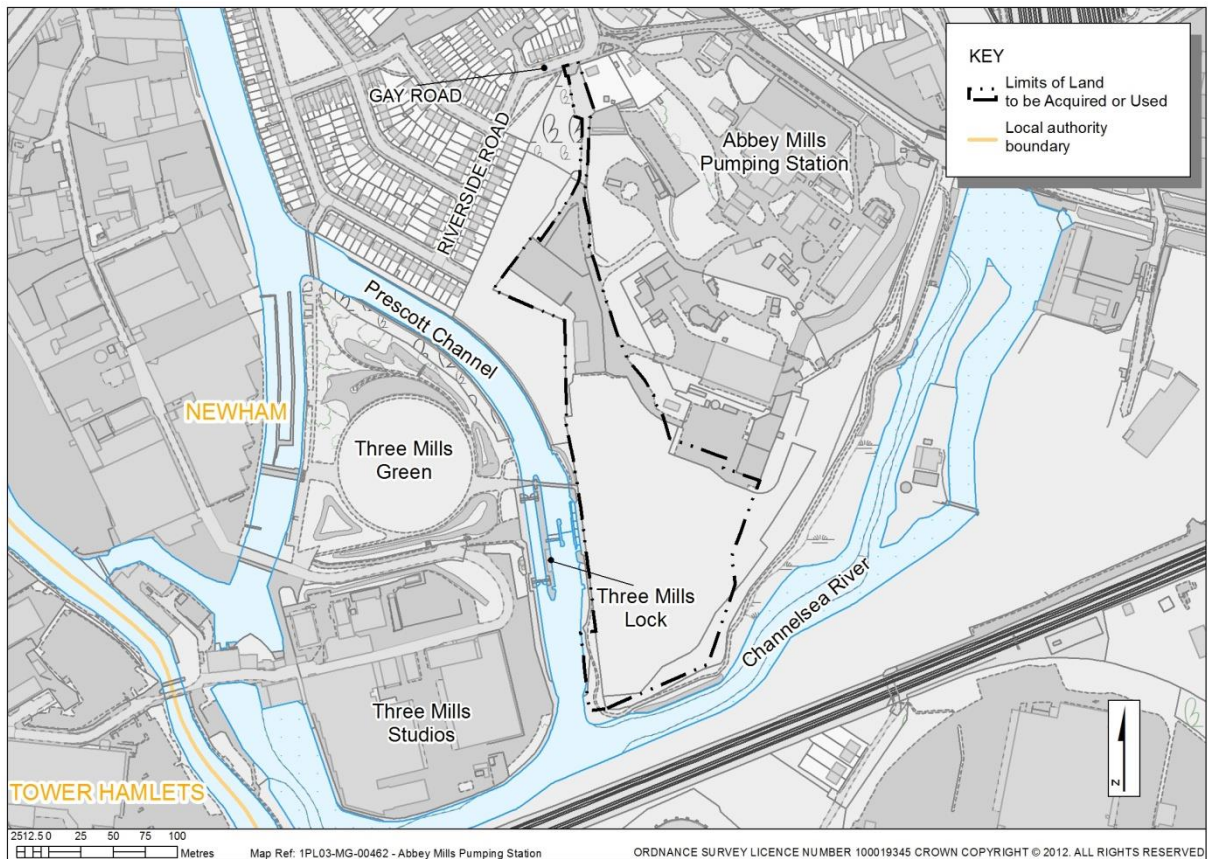 KEY
Limits of Land
to be Acquired or Used
Local authority
boundary
GAY ROAD
RIVERSIDE ROAD
Abbey Mills
Pumping Station
Prescott Channel
NEWHAM
Three Mills
Green
Three Mills
Lock
Channelsea River
Three Mills
Studios
TOWER HAMLETS
N
2512.5 0 25 50 75 100
Metres
Map Ref: 1PL03-MG-00462 - Abbey Mills Pumping Station
ORDNANCE SURVEY LICENCE NUMBER 100019345 CROWN COPYRIGHT © 2012. ALL RIGHTS RESERVED